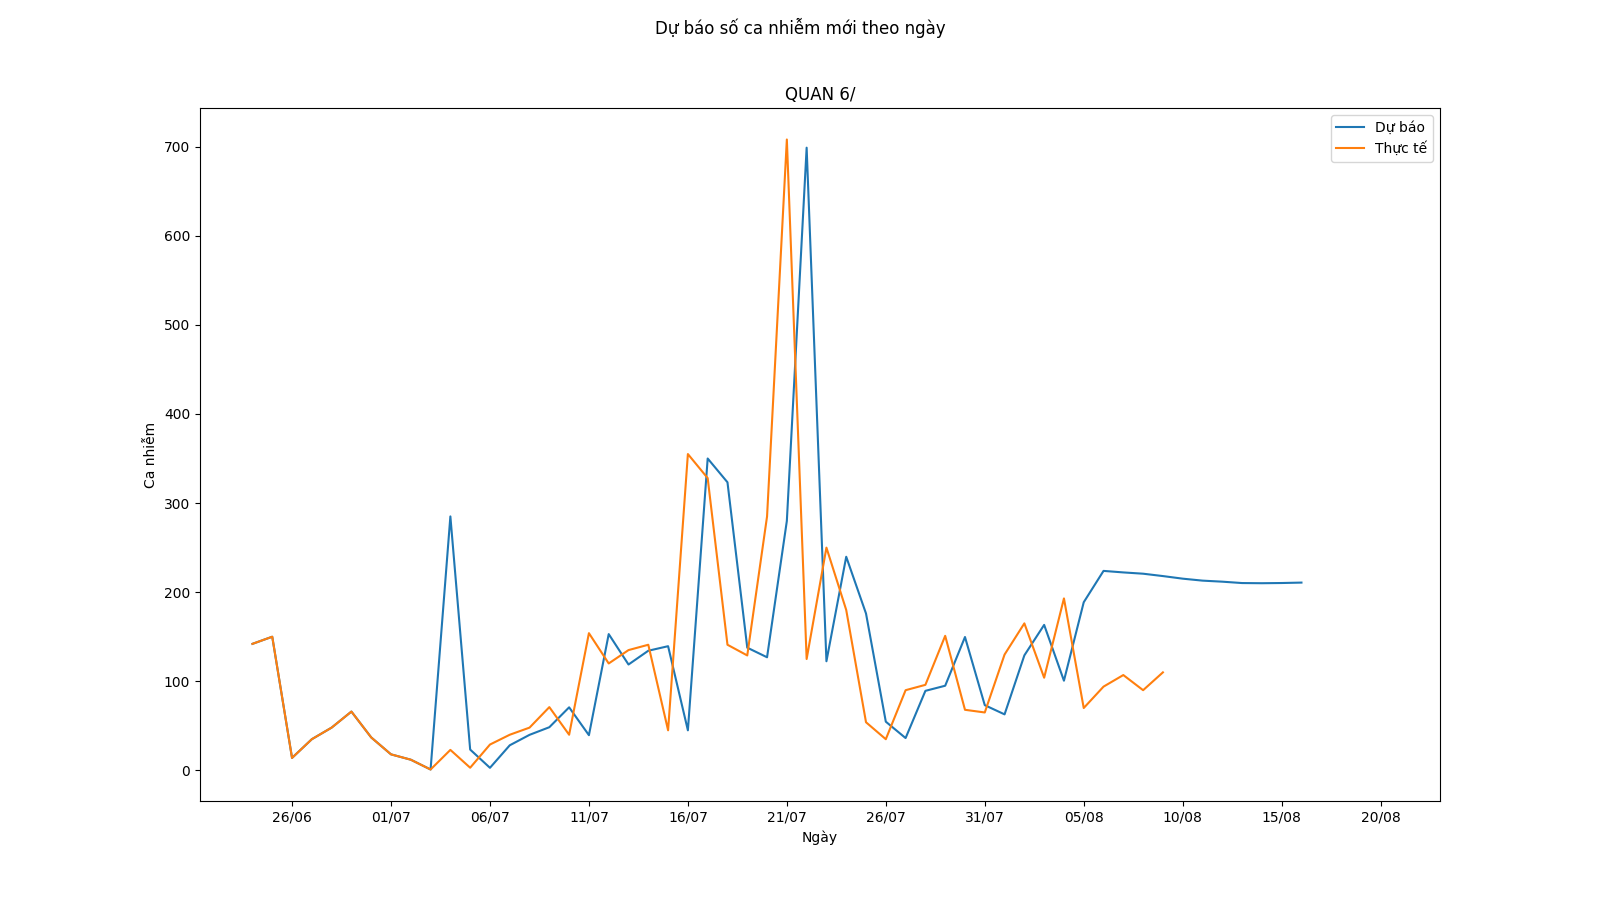 Dự báo số ca nhiễm mới theo ngày
QUAN 6/
Dự báo
Thực tế
700
600
500
400
300
200
100
0
Ca nhiễm
26/06 01/07 06/07 11/07 16/07 21/07 26/07 31/07 05/08 10/08 15/08 20/08
Ngày